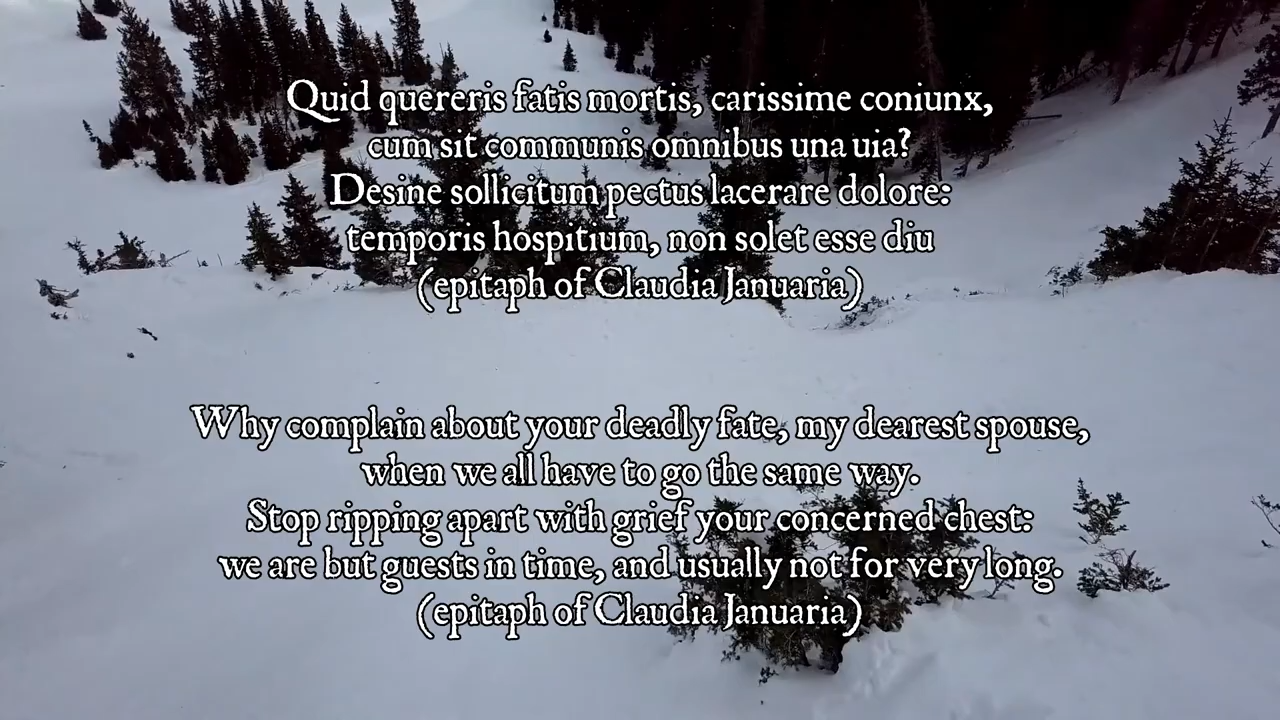 Quid quereris fatis mortis, carissime coniunx,
cum sit communis omnibus una uia?
Desine sollicitum pectus lacerare dolore:
temporis hospitium, non solet esse diu
(epitaph of Claudia Januaria)
Why complain about your deadly fate, my dearest spouse,
when we all have to go the same way.
Stop ripping apart with grief your concerned chest:
we are but guests in time, and usually not for very long.
(epitaph of Claudia Januaria)